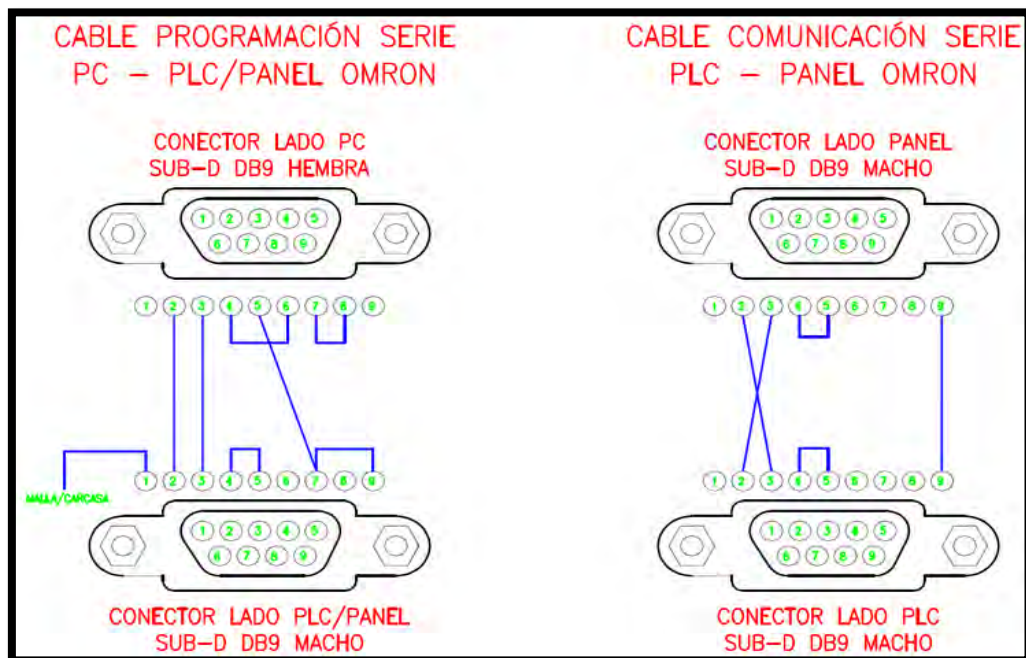 CABLE PROGRAMACIÓN SERIE
PC – PLC/PANEL OMRON
CONECTOR LADO PC
SUB–D DB9 HEMBRA
1 2 3 4 5
6 7 8 9
1 2 3 4 5 6 7 8 9
MALLA/CARCASA
1 2 3 4 5 6 7 8 9
1 2 3 4 5
6 7 8 9
CONECTOR LADO PLC/PANEL
SUB–D DB9 MACHO
CABLE COMUNICACIÓN SERIE
PLC – PANEL OMRON
CONECTOR LADO PANEL
SUB–D DB9 MACHO
1 2 3 4 5
6 7 8 9
1 2 3 4 5 6 7 8 9
1 2 3 4 5 6 7 8 9
1 2 3 4 5
6 7 8 9
CONECTOR LADO PLC
SUB–D DB9 MACHO